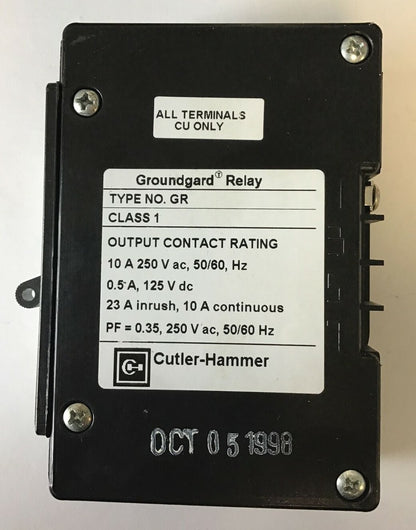 ALL TERMINALS
CU ONLY
Groundgard® Relay
TYPE NO. GR
CLASS 1
OUTPUT CONTACT RATING
10 A 250 V ac, 50/60, Hz
0.5 A, 125 V dc
23 A inrush, 10 A continuous
PF = 0.35, 250 V ac, 50/60 Hz
Cutler-Hammer
OCT 05 1998